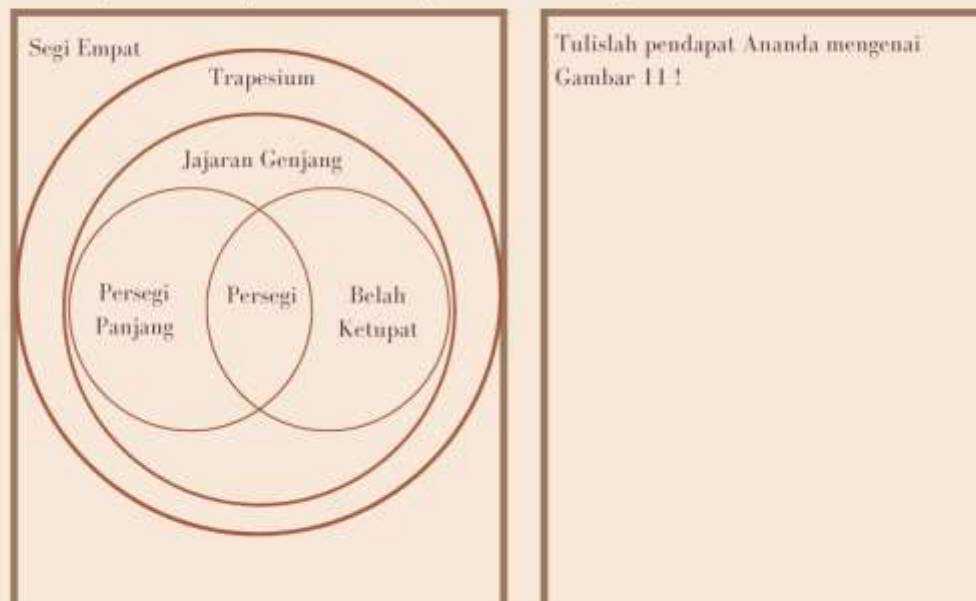 Segi Empat
Trapesium
Jajaran Genjang
Persegi
Panjang
Persegi
Belah
Ketupat
Tulislah pendapat Ananda mengenai
Gambar 11 !